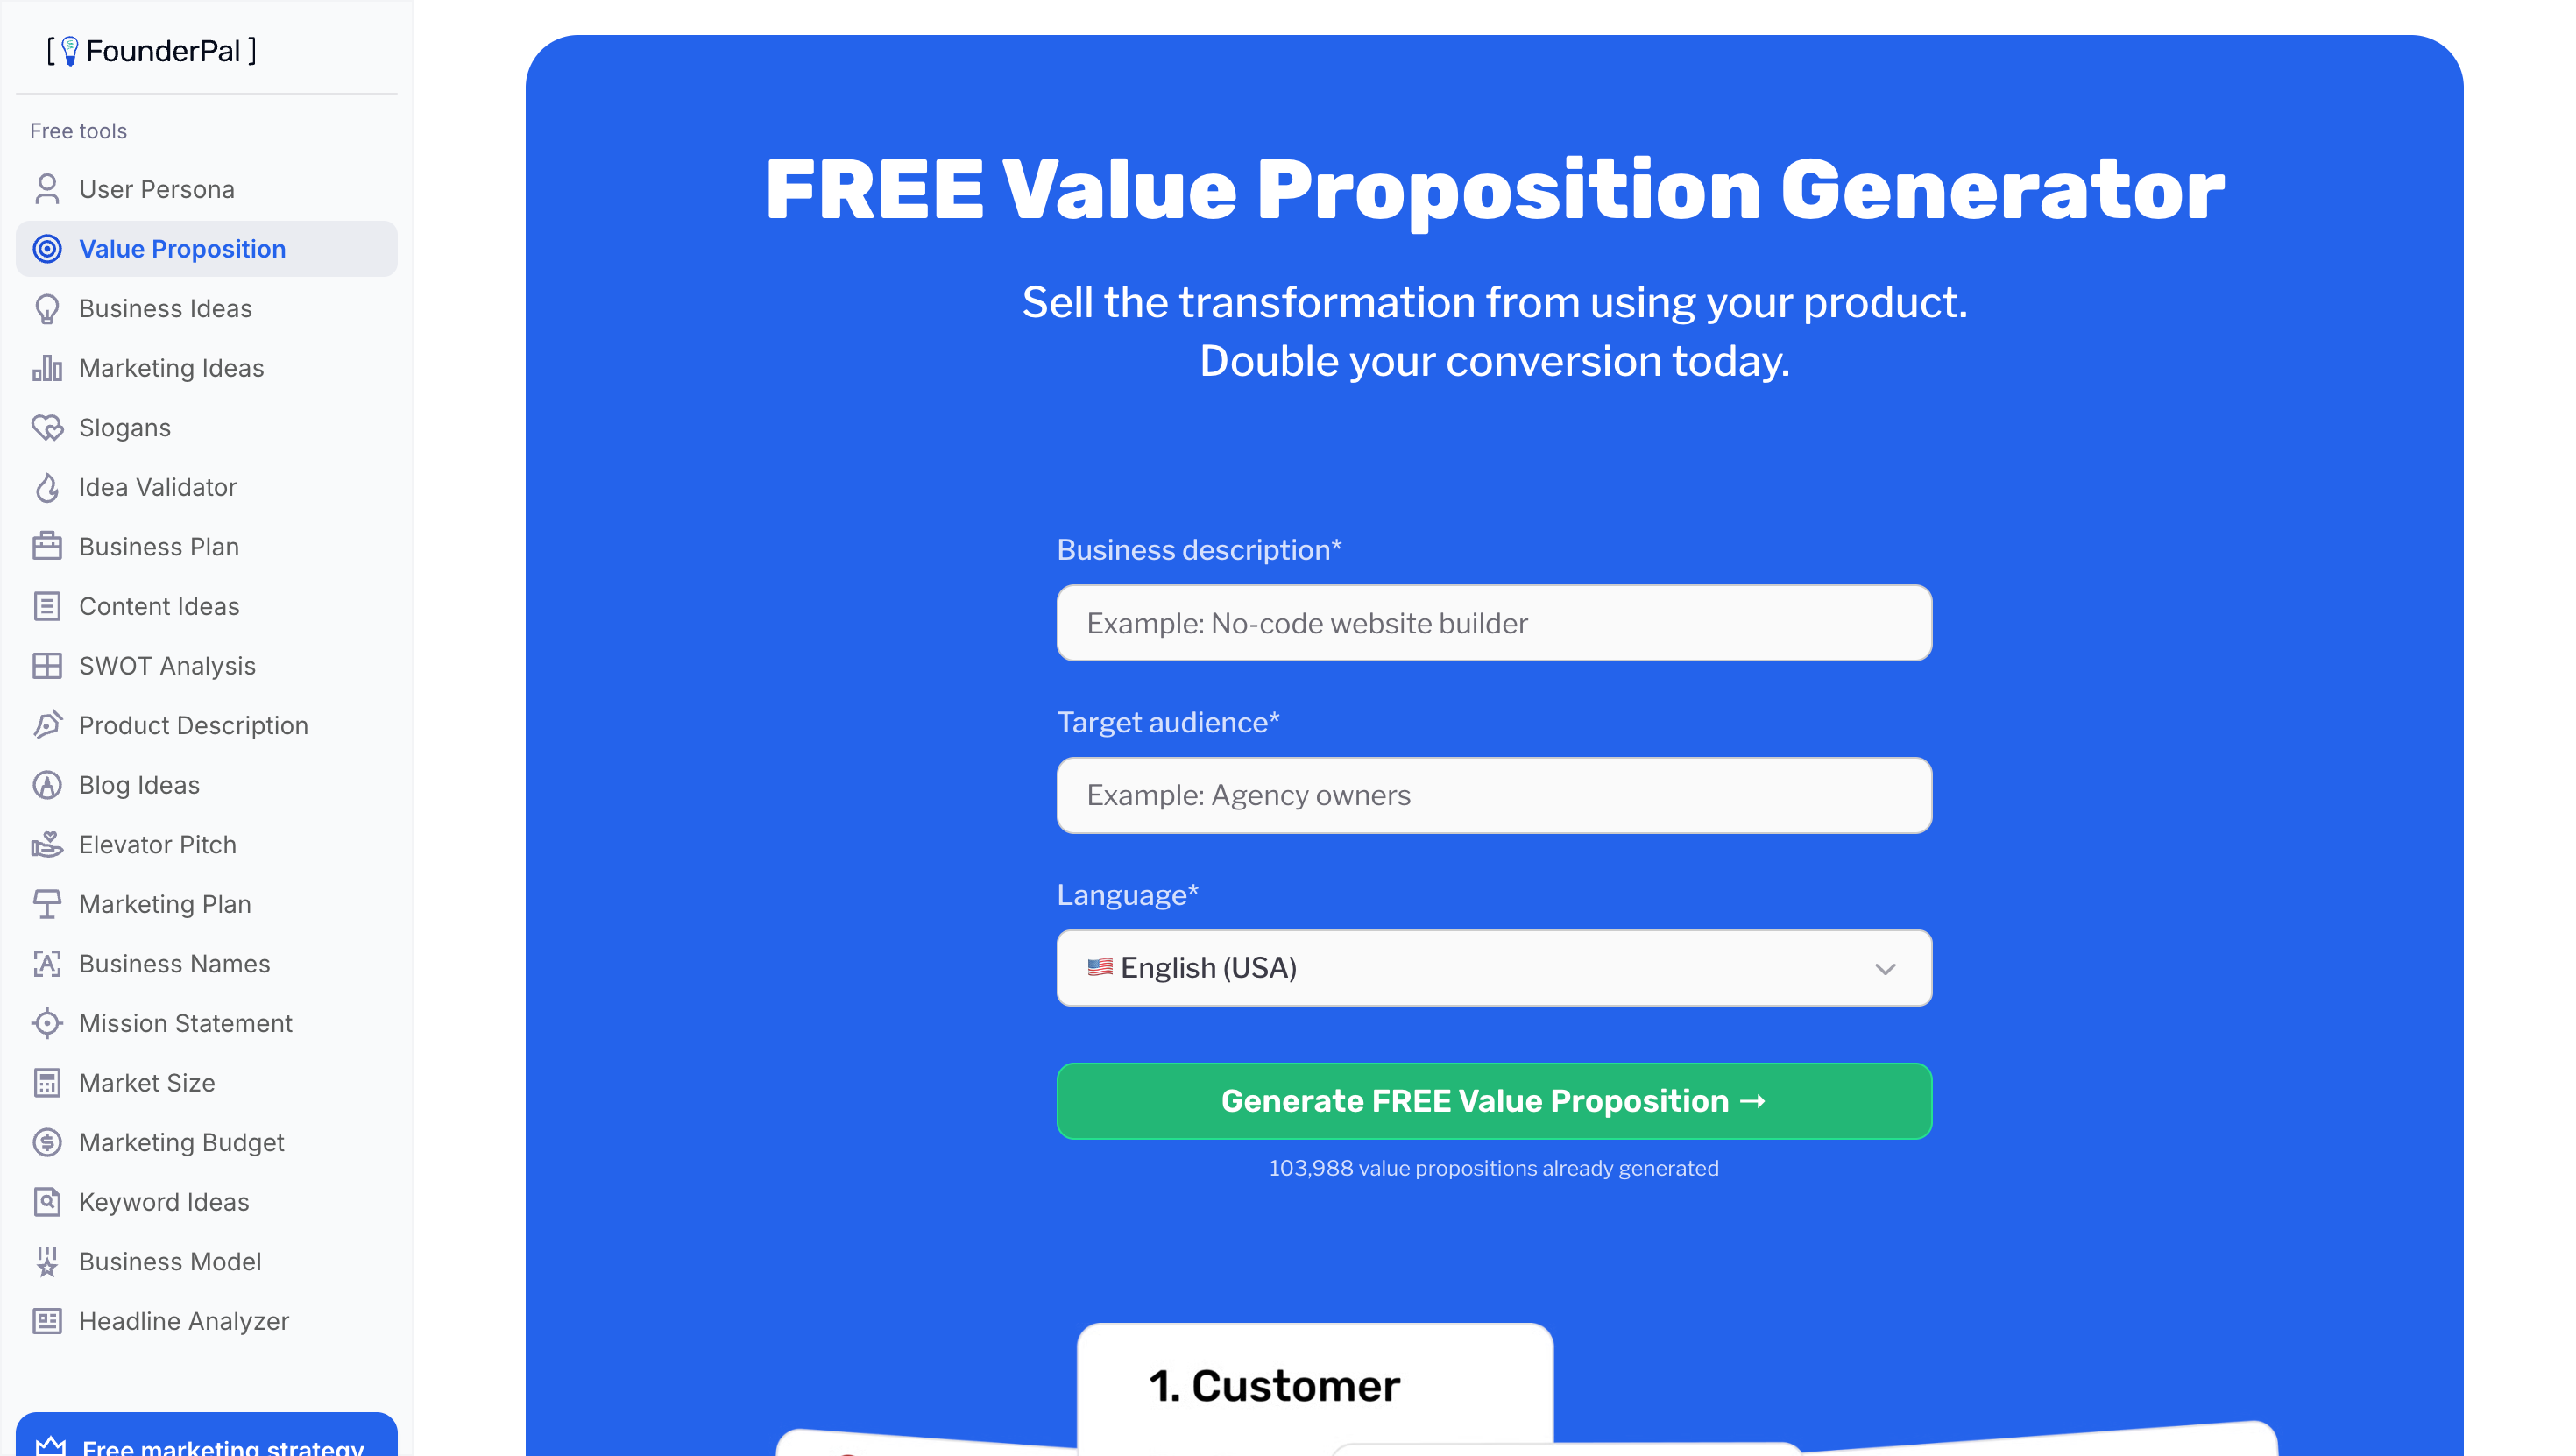 [ FounderPal ]
Free tools
User Persona
Value Proposition
Business Ideas
Marketing Ideas
Slogans
Idea Validator
Business Plan
Content Ideas
SWOT Analysis
Product Description
Blog Ideas
Elevator Pitch
Marketing Plan
Business Names
Mission Statement
Market Size
Marketing Budget
Keyword Ideas
Business Model
Headline Analyzer
Free marketing strategy
FREE Value Proposition Generator
Sell the transformation from using your product.
Double your conversion today.
Business description*
Example: No-code website builder
Target audience*
Example: Agency owners
Language*
🇺🇸 English (USA)
Generate FREE Value Proposition →
103,988 value propositions already generated
1. Customer